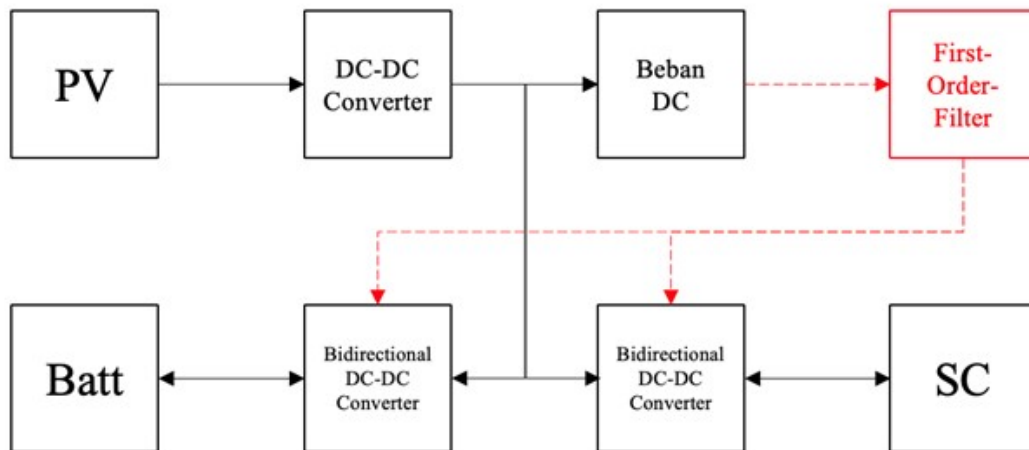 PV
DC-DC
Converter
Beban
DC
First-
Order-
Filter
Batt
Bidirectional
DC-DC
Converter
Bidirectional
DC-DC
Converter
SC